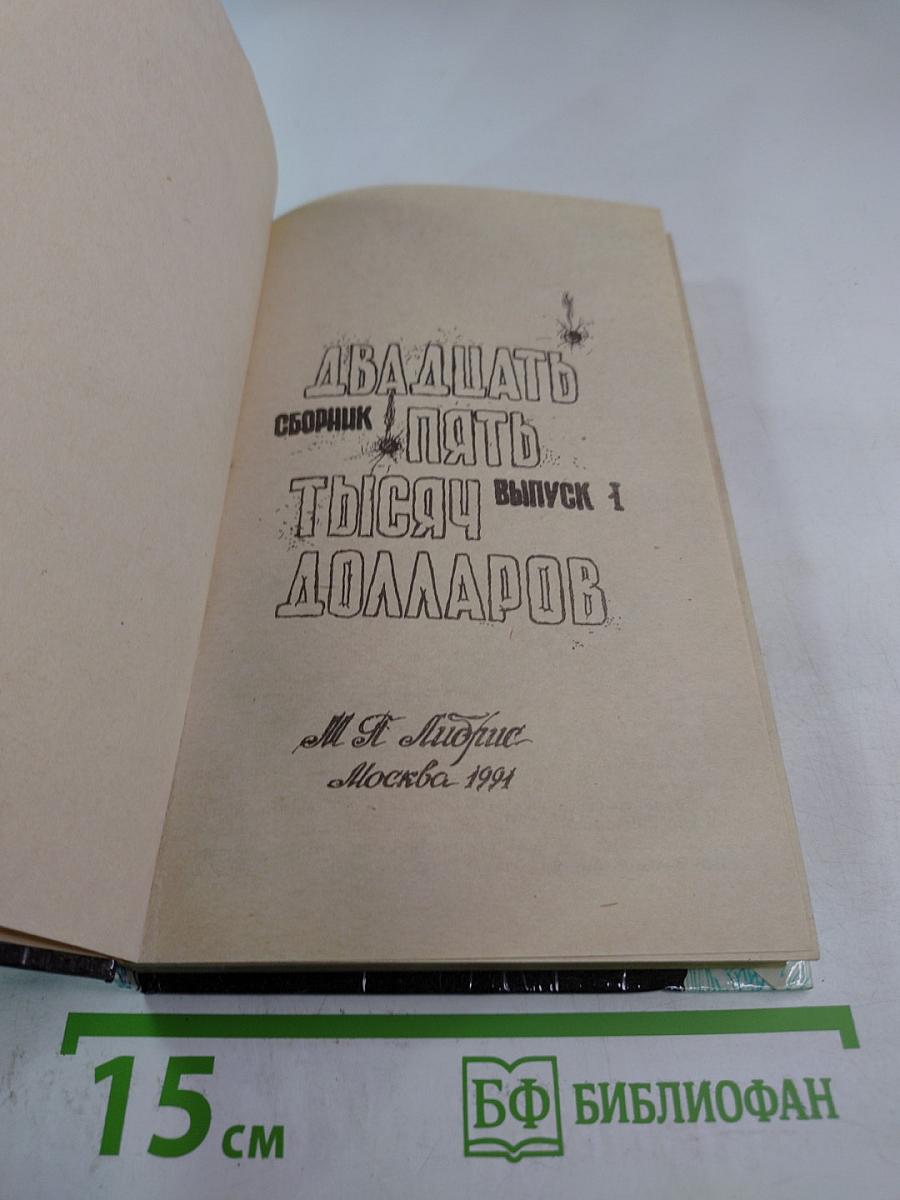 ДВАДЦАТЬ
СБОРНИК
ПЯТЬ
ТЫСЯЧ
ВЫПУСК 1
ДОЛЛАРОВ
МП Либрис
Москва 1991
15 см
БФ БИБЛИОФАН